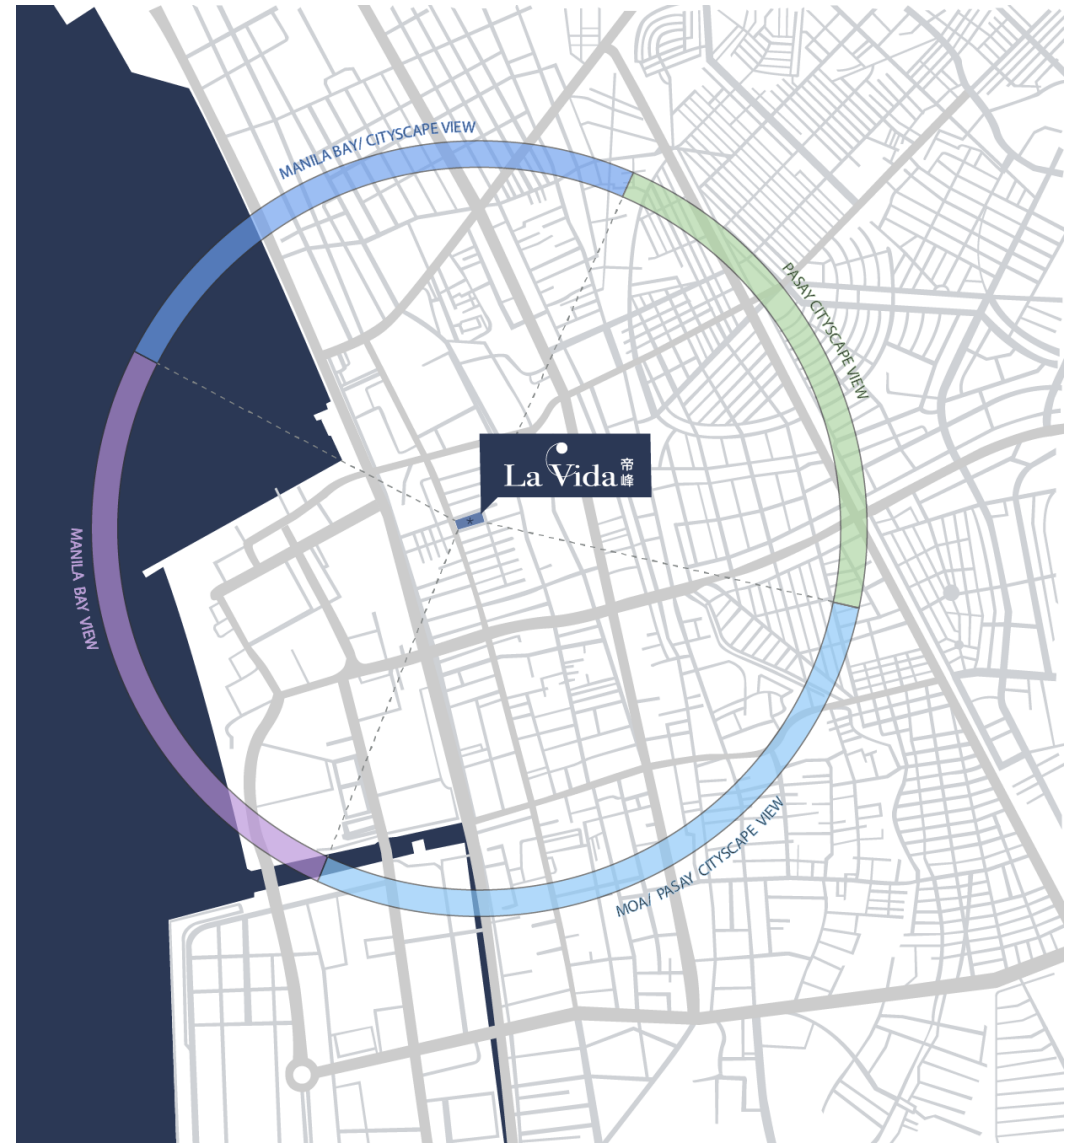 MANILA BAY/ CITYSCAPE VIEW
PASAY CITYSCAPE VIEW
La Vida 帝峰
MANILA BAY VIEW
MOA/ PASAY CITYSCAPE VIEW